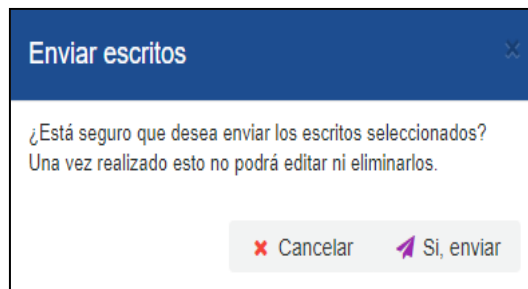 Enviar escritos
¿Está seguro que desea enviar los escritos seleccionados?
Una vez realizado esto no podrá editar ni eliminarlos.
Cancelar
Si, enviar